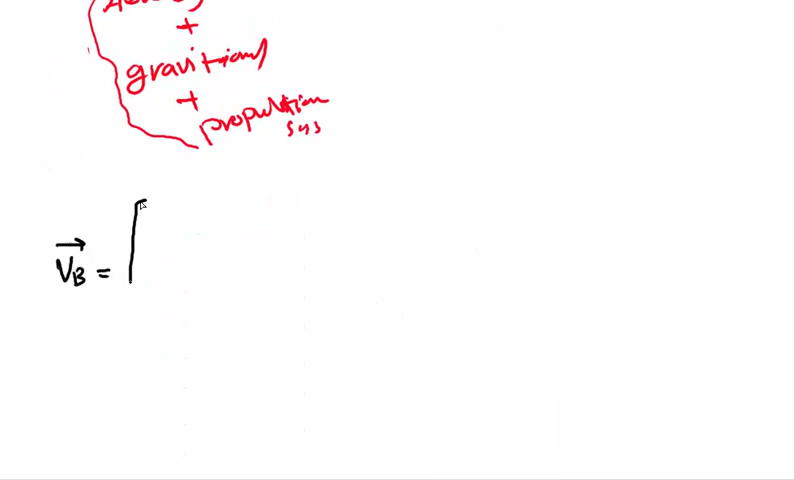 +
gravitional
+
propulsion
sys
V_B = [